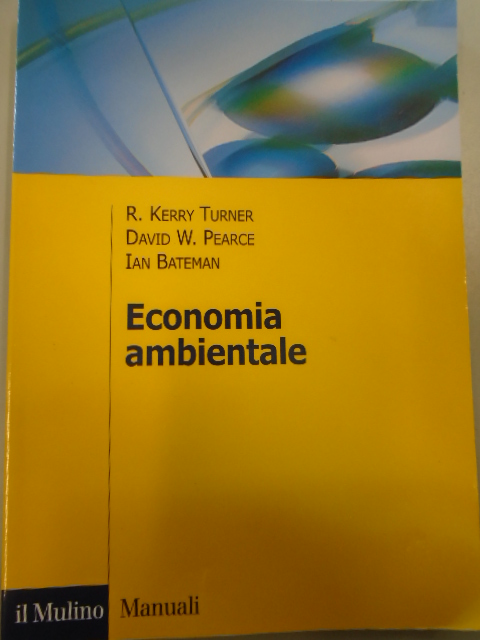 R. KERRY TURNER
DAVID W. PEARCE
IAN BATEMAN
Economia
ambientale
il Mulino Manuali